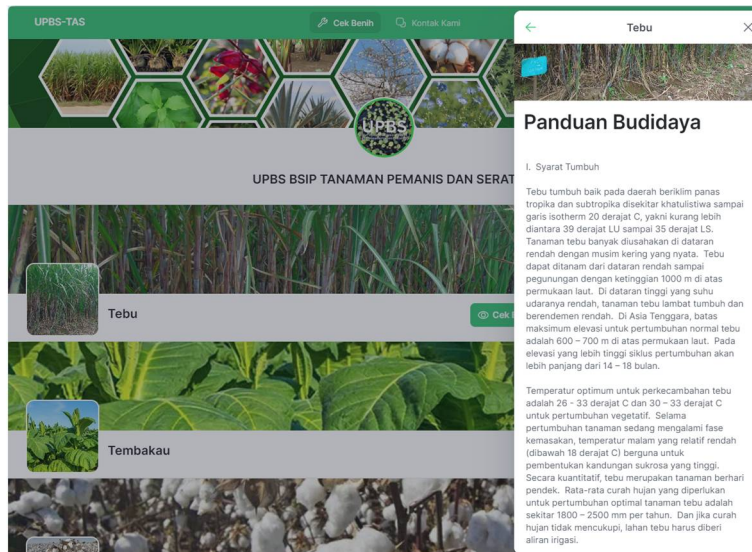 UPBS-TAS
Cek Benih
Kontak Kami
UPBS
UPBS BSIP TANAMAN PEMANIS DAN SERAT
Tebu
Cek
Tembakau
Tebu
Panduan Budidaya
I. Syarat Tumbuh
Tebu tumbuh baik pada daerah beriklim panas
tropika dan subtropika disekitar khatulistiwa sampai
garis isotherm 20 derajat C, yakni kurang lebih
diantara 39 derajat LU sampai 35 derajat LS.
Tanaman tebu banyak diusahakan di dataran
rendah dengan musim kering yang nyata. Tebu
dapat ditanam dari dataran rendah sampai
pegunungan dengan ketinggian 1000 m di atas
permukaan laut. Di dataran tinggi yang suhu
udaranya rendah, tanaman tebu lambat tumbuh dan
berendemen rendah. Di Asia Tenggara, batas
maksimum elevasi untuk pertumbuhan normal tebu
adalah 600 – 700 m di atas permukaan laut. Pada
elevasi yang lebih tinggi siklus pertumbuhan akan
lebih panjang dari 14 – 18 bulan.
Temperatur optimum untuk perkecambahan tebu
adalah 26 - 33 derajat C dan 30 – 33 derajat C
untuk pertumbuhan vegetatif. Selama
pertumbuhan tanaman sedang mengalami fase
kemasakan, temperatur malam yang relatif rendah
(dibawah 18 derajat C) berguna untuk
pembentukan kandungan sukrosa yang tinggi.
Secara kuantitatif, tebu merupakan tanaman berhari
pendek. Rata-rata curah hujan yang diperlukan
untuk pertumbuhan optimal tanaman tebu adalah
sekitar 1800 – 2500 mm per tahun. Dan jika curah
hujan tidak mencukupi, lahan tebu harus diberi
aliran irigasi.